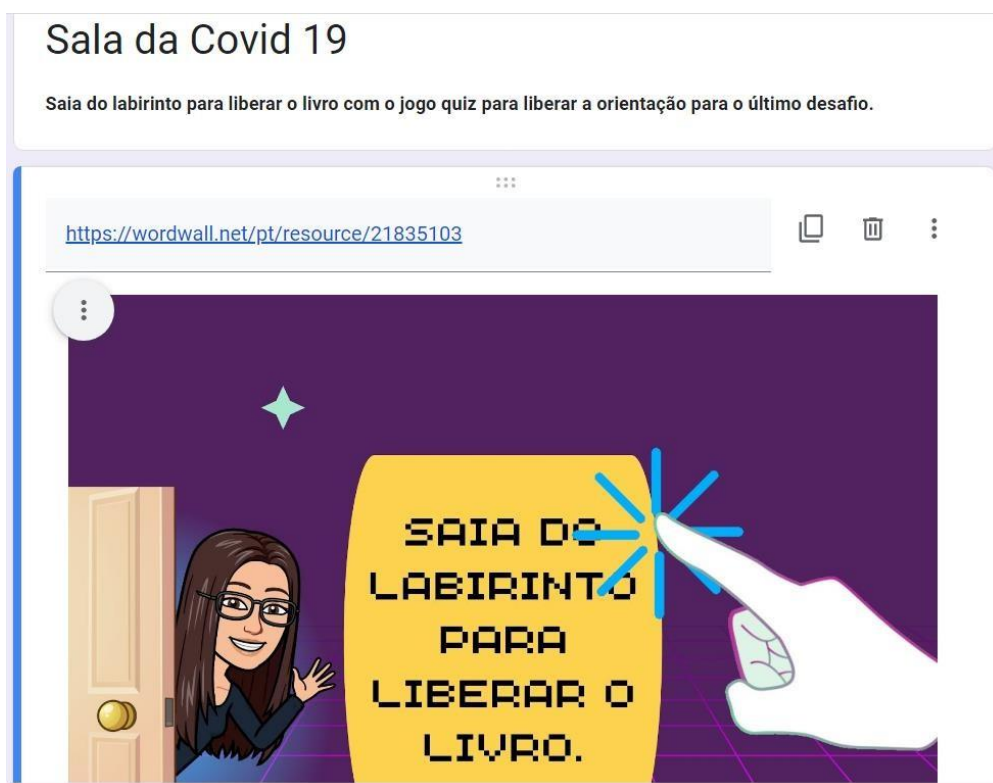 Sala da Covid 19
Saia do labirinto para liberar o livro com o jogo quiz para liberar a orientação para o último desafio.
https://wordwall.net/pt/resource/21835103
SAIA DO
LABIRINTO
PARA
LIBERAR O
LIVRO.